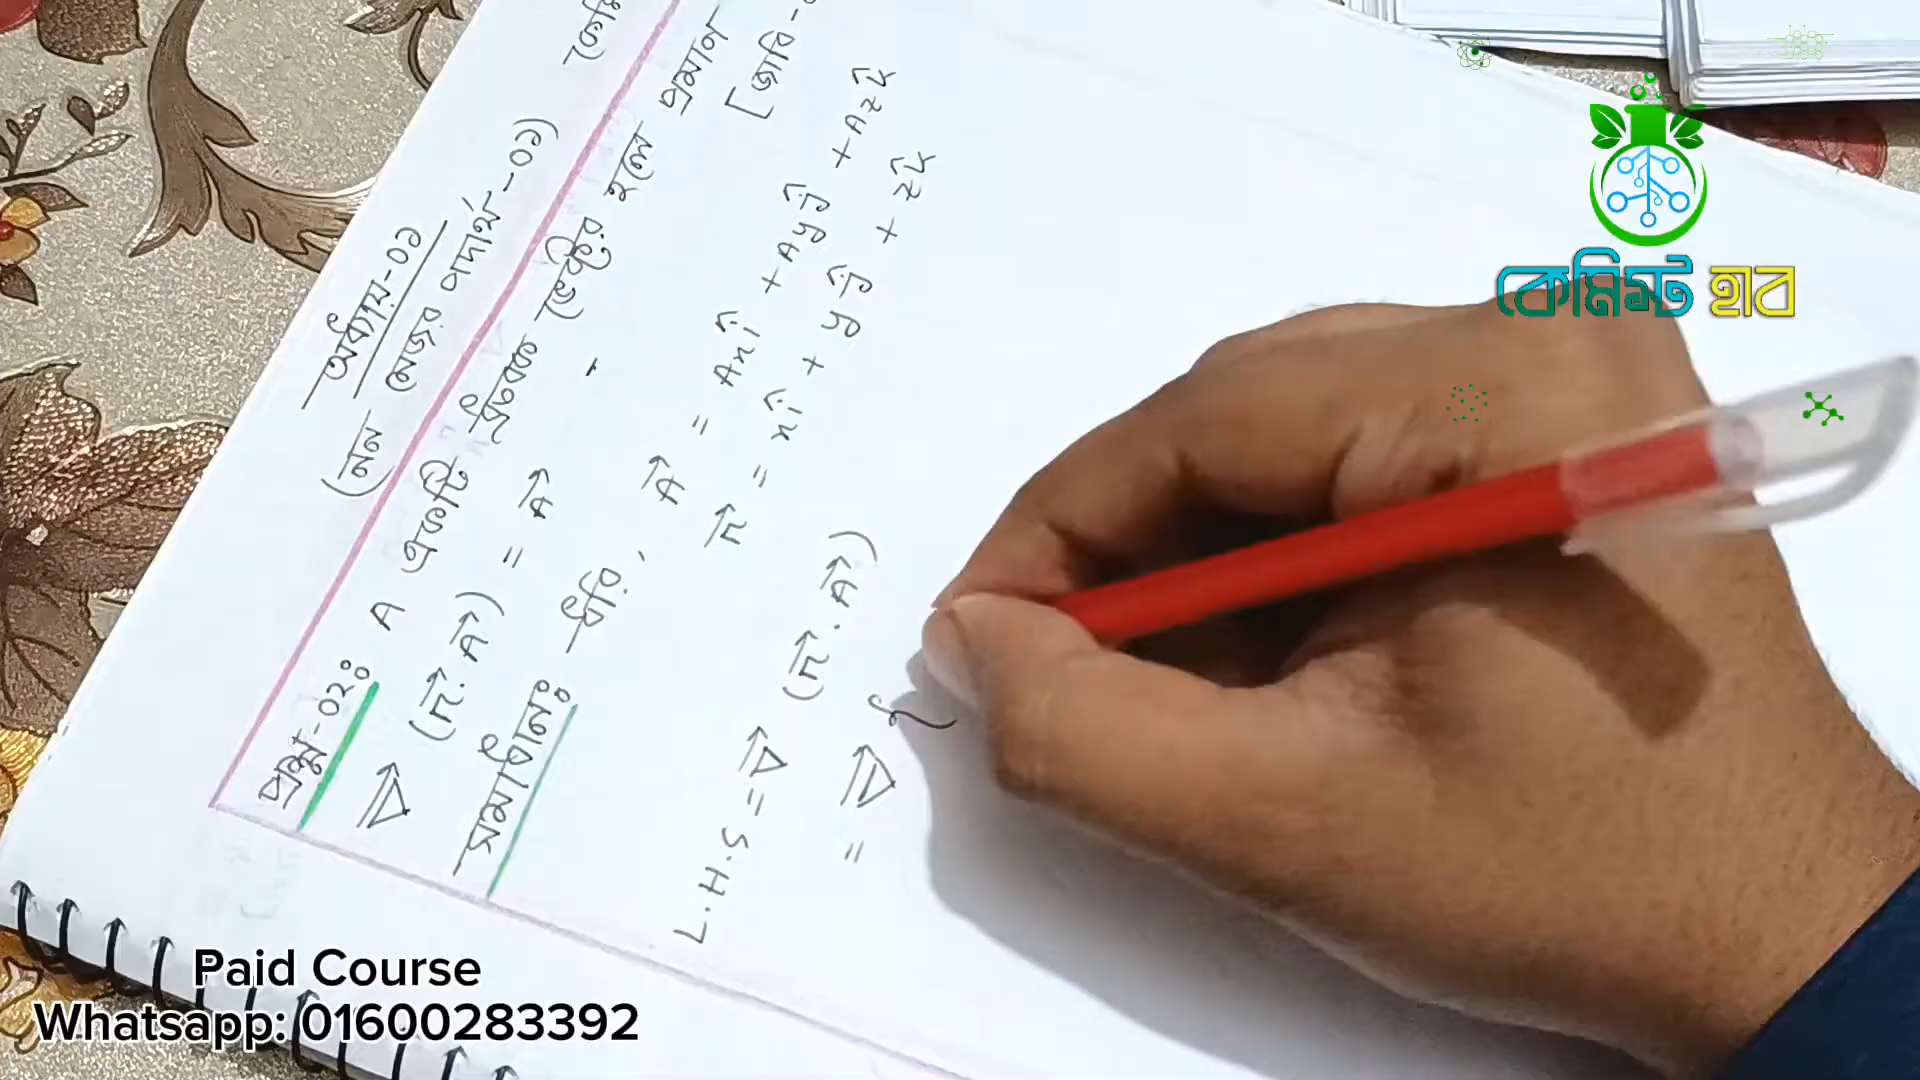 অধ্যায়-০১
(নন মেজর পদার্থ-০১)
প্রশ্ন-০২ঃ A একটি ধ্রুবক ভেক্টর হলে প্রমাণ
∇⃗ (r⃗·A⃗) = A⃗
[জাবি-
সমাধানঃ ধরি, A⃗ = Axî + Ayĵ + Azk̂
r⃗ = xî + yĵ + zk̂
L.H.S = ∇⃗ (r⃗·A⃗)
= ∇⃗ {
কেমিস্ট হাব
Paid Course
Whatsapp: 01600283392